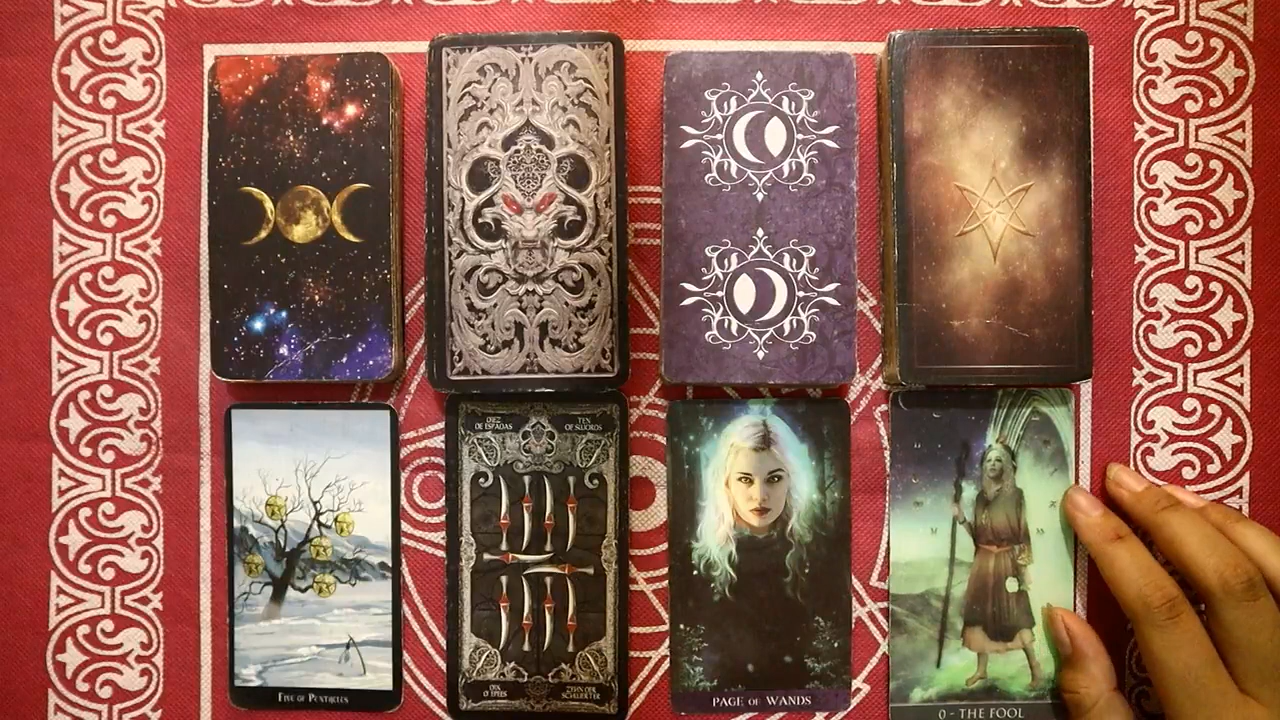 DIEZ
DE ESPADAS
TEN
OF SWORDS
DIX
D'EPEES
ZEHN DER
SCHWERTER
FIVE OF PENTACLES
PAGE OF WANDS
0 - THE FOOL